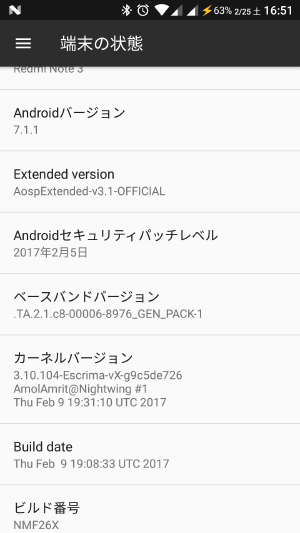 63% 2/25 土 16:51
端末の状態
Redmi Note 3
Androidバージョン
7.1.1
Extended version
AospExtended-v3.1-OFFICIAL
Androidセキュリティパッチレベル
2017年2月5日
ベースバンドバージョン
.TA.2.1.c8-00006-8976_GEN_PACK-1
カーネルバージョン
3.10.104-Escrima-vX-g9c5de726
AmolAmrit@Nightwing #1
Thu Feb 9 19:31:10 UTC 2017
Build date
Thu Feb  9 19:08:33 UTC 2017
ビルド番号
NMF26X